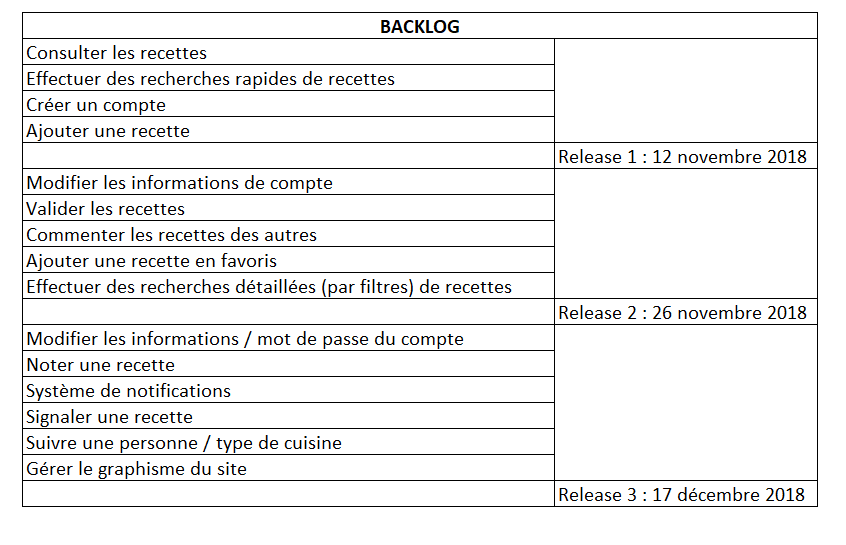 BACKLOG
Consulter les recettes
Effectuer des recherches rapides de recettes
Créer un compte
Ajouter une recette
Release 1 : 12 novembre 2018
Modifier les informations de compte
Valider les recettes
Commenter les recettes des autres
Ajouter une recette en favoris
Effectuer des recherches détaillées (par filtres) de recettes
Release 2 : 26 novembre 2018
Modifier les informations / mot de passe du compte
Noter une recette
Système de notifications
Signaler une recette
Suivre une personne / type de cuisine
Gérer le graphisme du site
Release 3 : 17 décembre 2018